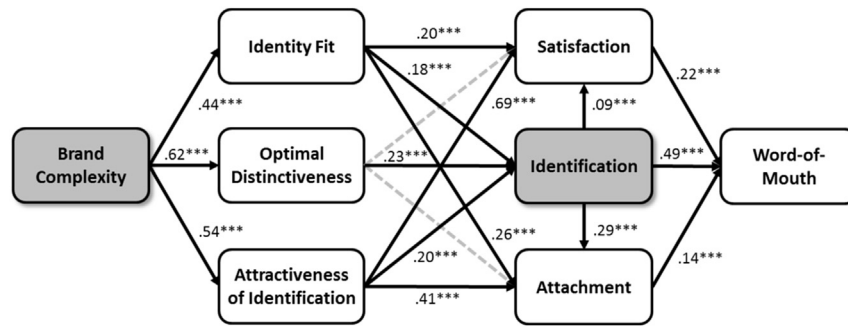 Identity Fit
.20***
Satisfaction
.18***
.22***
.44***
.69***
.09***
Brand
Complexity
.62***
Optimal
Distinctiveness
.23***
Identification
.49***
Word-of-
Mouth
.54***
.26***
.29***
.20***
.14***
Attractiveness
of Identification
.41***
Attachment